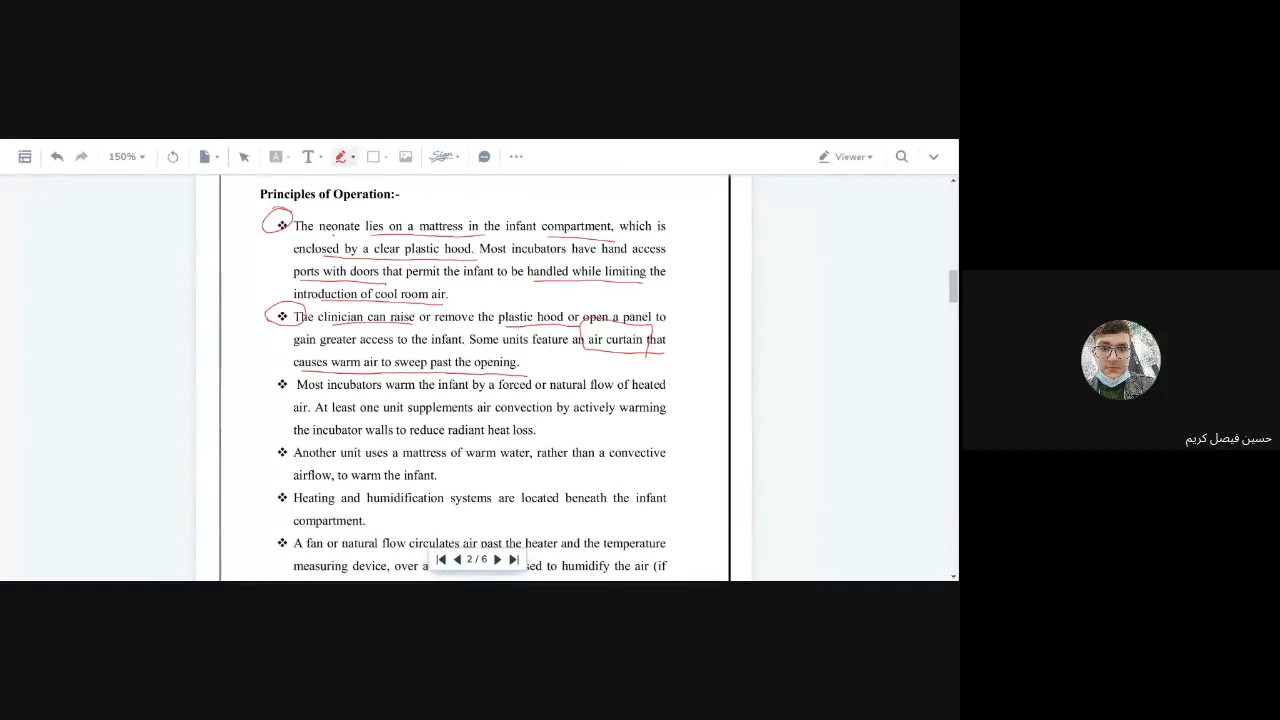 150%
A
T
Sign
Viewer
Principles of Operation:-
❖ The neonate lies on a mattress in the infant compartment, which is
enclosed by a clear plastic hood. Most incubators have hand access
ports with doors that permit the infant to be handled while limiting the
introduction of cool room air.
❖ The clinician can raise or remove the plastic hood or open a panel to
gain greater access to the infant. Some units feature an air curtain that
causes warm air to sweep past the opening.
❖ Most incubators warm the infant by a forced or natural flow of heated
air. At least one unit supplements air convection by actively warming
the incubator walls to reduce radiant heat loss.
❖ Another unit uses a mattress of warm water, rather than a convective
airflow, to warm the infant.
❖ Heating and humidification systems are located beneath the infant
compartment.
❖ A fan or natural flow circulates air past the heater and the temperature
measuring device, over a
to humidify the air (if
2 / 6
حسين فيصل كريم